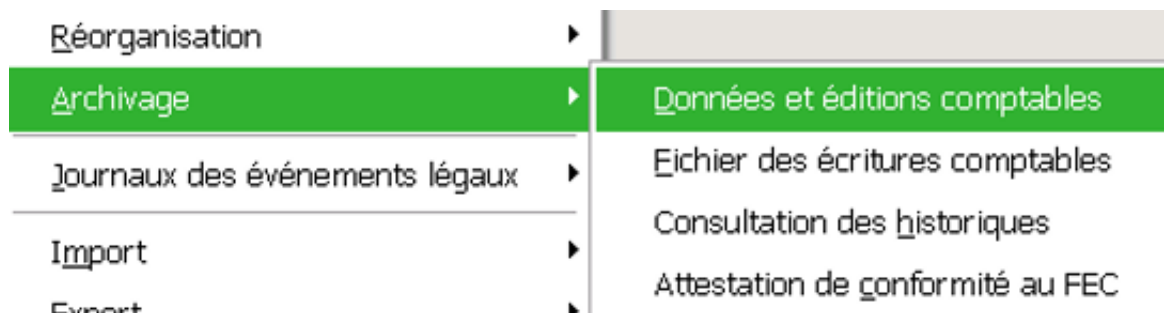 Réorganisation
Archivage
Journaux des événements légaux
Import
Export
Données et éditions comptables
Fichier des écritures comptables
Consultation des historiques
Attestation de conformité au FEC